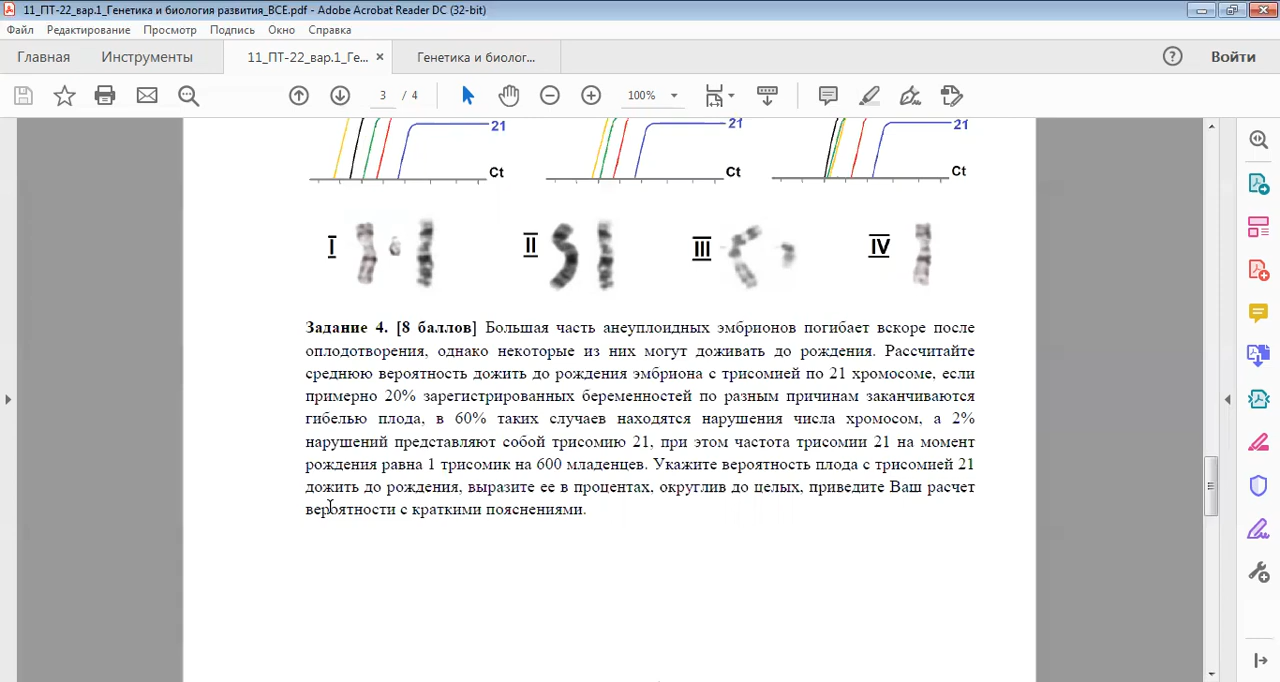 11_ПТ-22_вар.1_Генетика и биология развития_ВСЕ.pdf - Adobe Acrobat Reader DC (32-bit)
Файл Редактирование Просмотр Подпись Окно Справка
Главная Инструменты 11_ПТ-22_вар.1_Ге... × Генетика и биолог... ? Войти
3 / 4 100%
21 21 21
Ct Ct Ct
I II III IV
Задание 4. [8 баллов] Большая часть анеуплоидных эмбрионов погибает вскоре после
оплодотворения, однако некоторые из них могут доживать до рождения. Рассчитайте
среднюю вероятность дожить до рождения эмбриона с трисомией по 21 хромосоме, если
примерно 20% зарегистрированных беременностей по разным причинам заканчиваются
гибелью плода, в 60% таких случаев находятся нарушения числа хромосом, а 2%
нарушений представляют собой трисомию 21, при этом частота трисомии 21 на момент
рождения равна 1 трисомик на 600 младенцев. Укажите вероятность плода с трисомией 21
дожить до рождения, выразите ее в процентах, округлив до целых, приведите Ваш расчет
вероятности с краткими пояснениями.